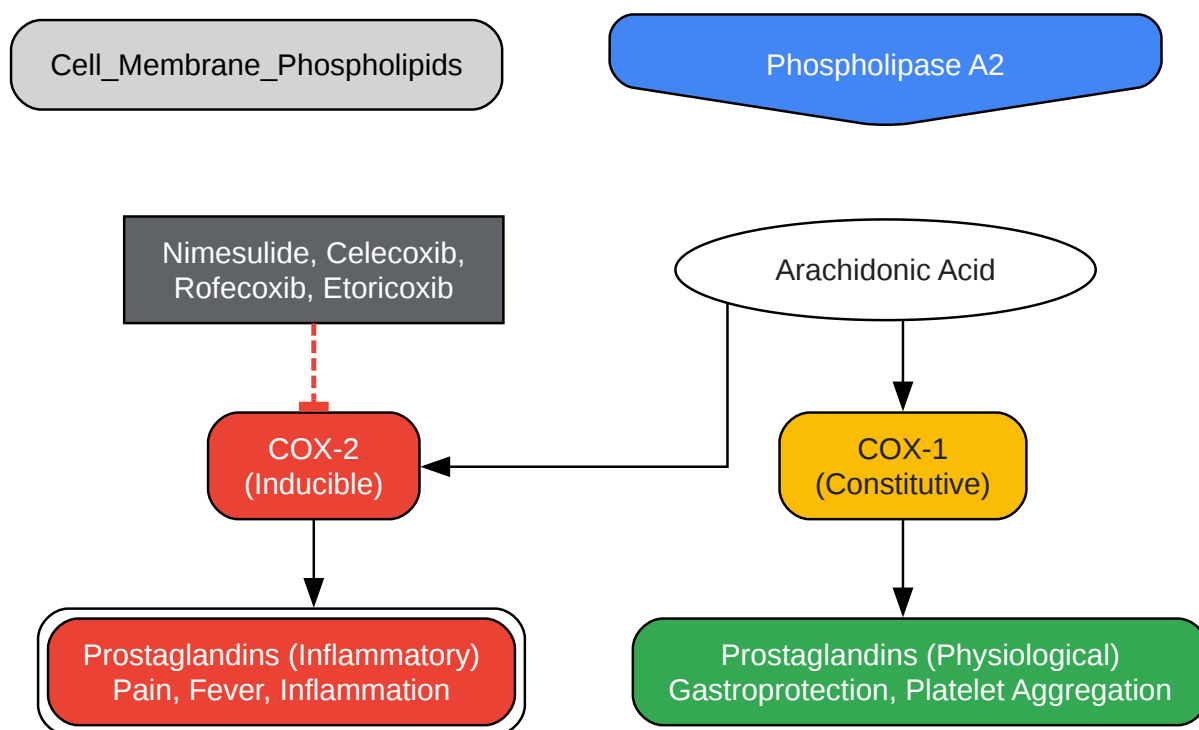 Cell_Membrane_Phospholipids
Phospholipase A2
Nimesulide, Celecoxib,
Rofecoxib, Etoricoxib
Arachidonic Acid
COX-2
(Inducible)
COX-1
(Constitutive)
Prostaglandins (Inflammatory)
Pain, Fever, Inflammation
Prostaglandins (Physiological)
Gastroprotection, Platelet Aggregation